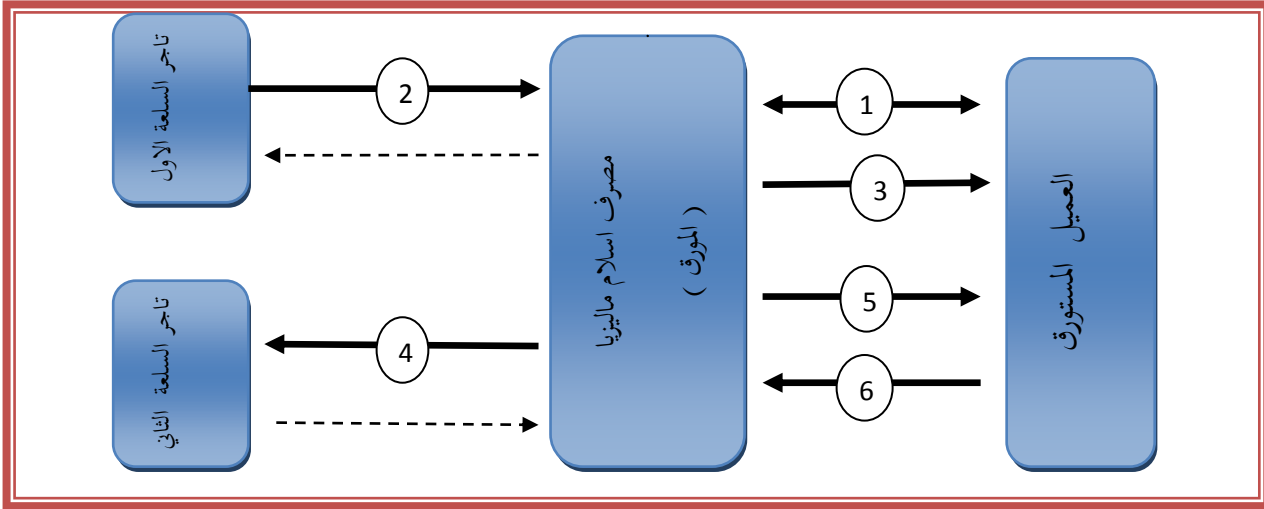 تاجر السلعة الاول
2
مصرف اسلام ماليزيا
( المورق )
1
3
5
6
العميل المستورق
تاجر السلعة الثاني
4